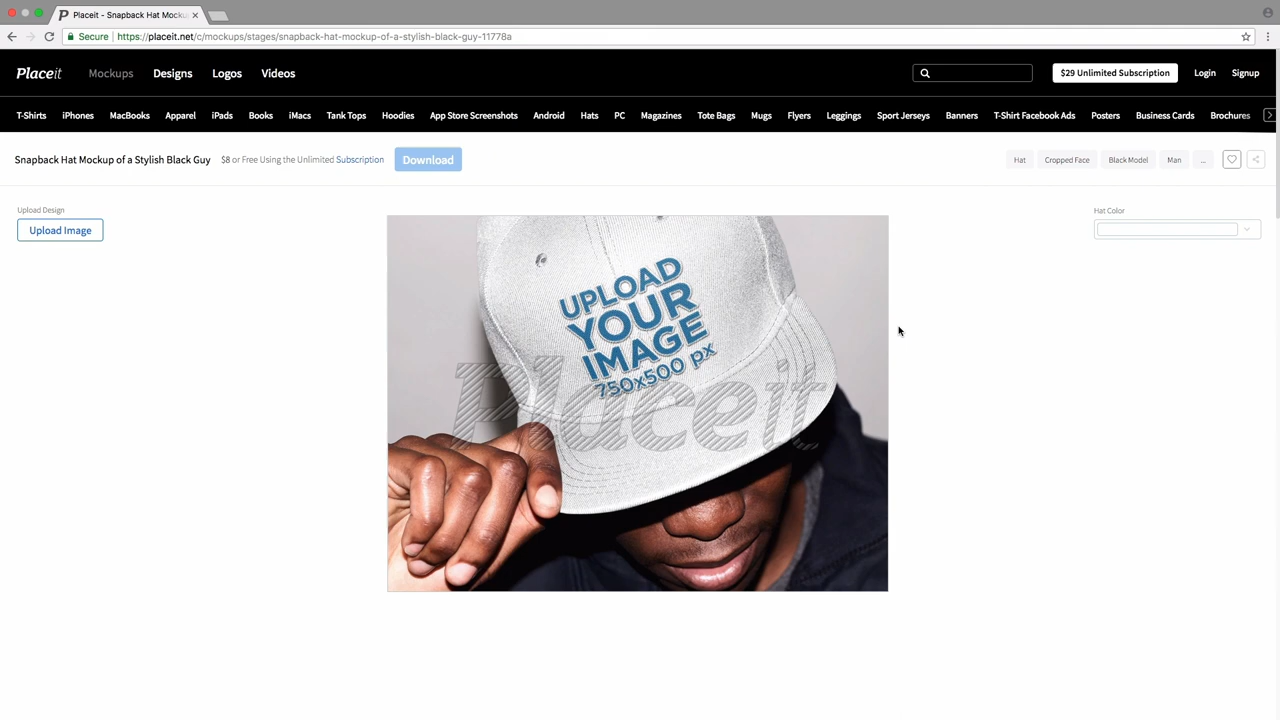 Placeit - Snapback Hat Mocku
Secure | https://placeit.net/c/mockups/stages/snapback-hat-mockup-of-a-stylish-black-guy-11778a
Placeit Mockups Designs Logos Videos $29 Unlimited Subscription Login Signup
T-Shirts iPhones MacBooks Apparel iPads Books iMacs Tank Tops Hoodies App Store Screenshots Android Hats PC Magazines Tote Bags Mugs Flyers Leggings Sport Jerseys Banners T-Shirt Facebook Ads Posters Business Cards Brochures
Snapback Hat Mockup of a Stylish Black Guy $8 or Free Using the Unlimited Subscription Download Hat Cropped Face Black Model Man ...
Upload Design
Upload Image
Hat Color
UPLOAD
YOUR
IMAGE
750x500 px
Placeit